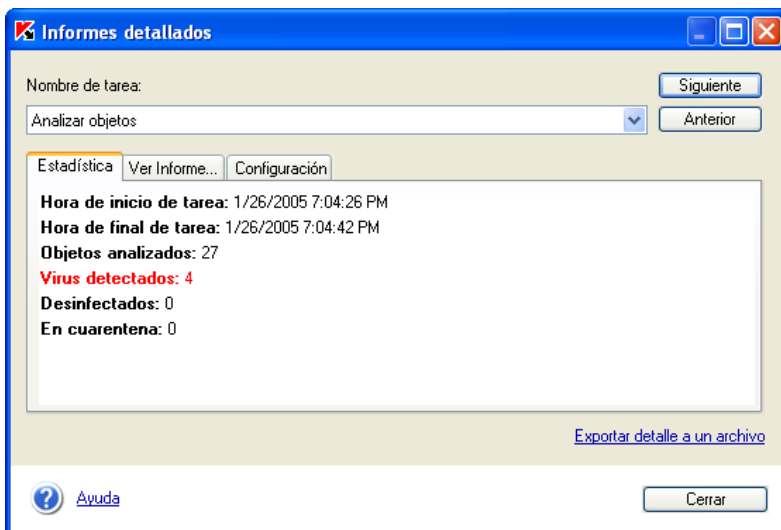 Informes detallados
Nombre de tarea:
Siguiente
Analizar objetos
Anterior
Estadística
Ver Informe...
Configuración
Hora de inicio de tarea: 1/26/2005 7:04:26 PM
Hora de final de tarea: 1/26/2005 7:04:42 PM
Objetos analizados: 27
Virus detectados: 4
Desinfectados: 0
En cuarentena: 0
Exportar detalle a un archivo
Ayuda
Cerrar